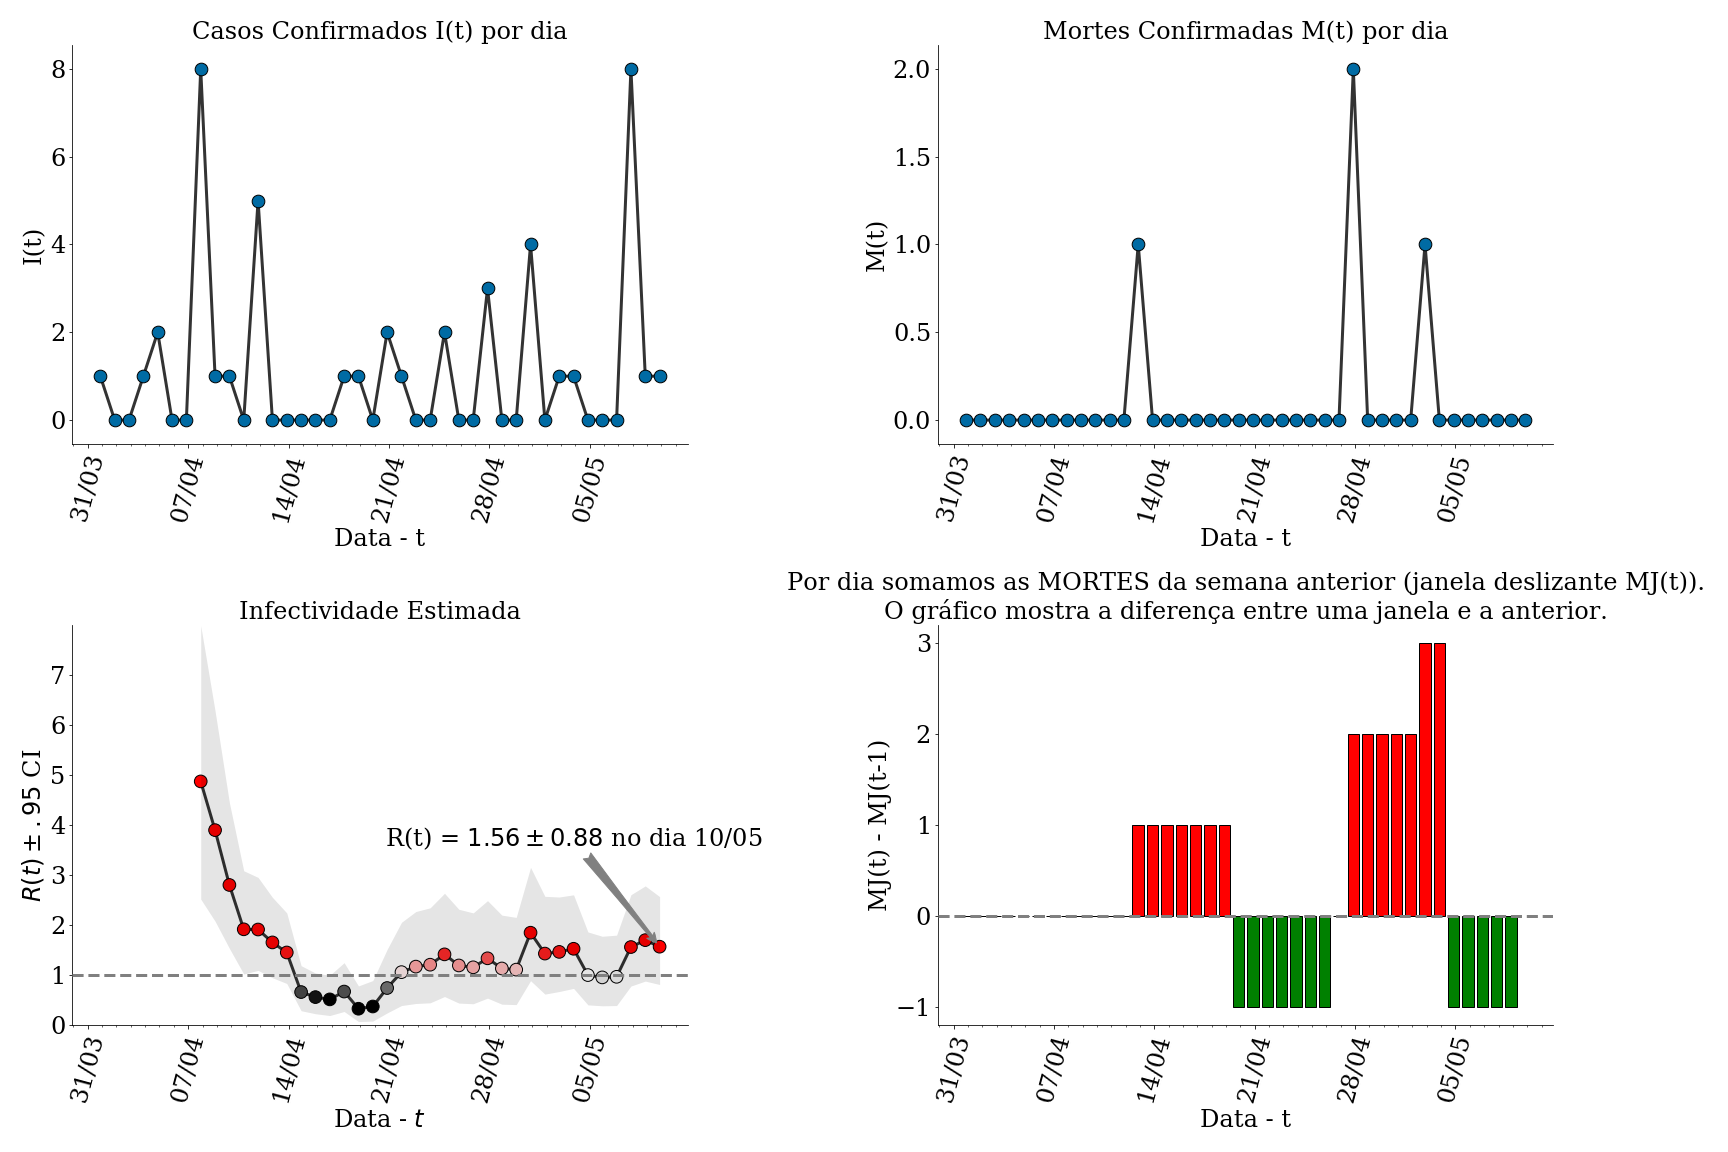 Casos Confirmados I(t) por dia
I(t)
8
6
4
2
0
31/03 07/04 14/04 21/04 28/04 05/05
Data - t
Mortes Confirmadas M(t) por dia
M(t)
2.0
1.5
1.0
0.5
0.0
31/03 07/04 14/04 21/04 28/04 05/05
Data - t
Infectividade Estimada
R(t) ± .95 CI
7
6
5
4
3
2
1
0
R(t) = 1.56 ± 0.88 no dia 10/05
31/03 07/04 14/04 21/04 28/04 05/05
Data - t
Por dia somamos as MORTES da semana anterior (janela deslizante MJ(t)).
O gráfico mostra a diferença entre uma janela e a anterior.
MJ(t) - MJ(t-1)
3
2
1
0
−1
31/03 07/04 14/04 21/04 28/04 05/05
Data - t